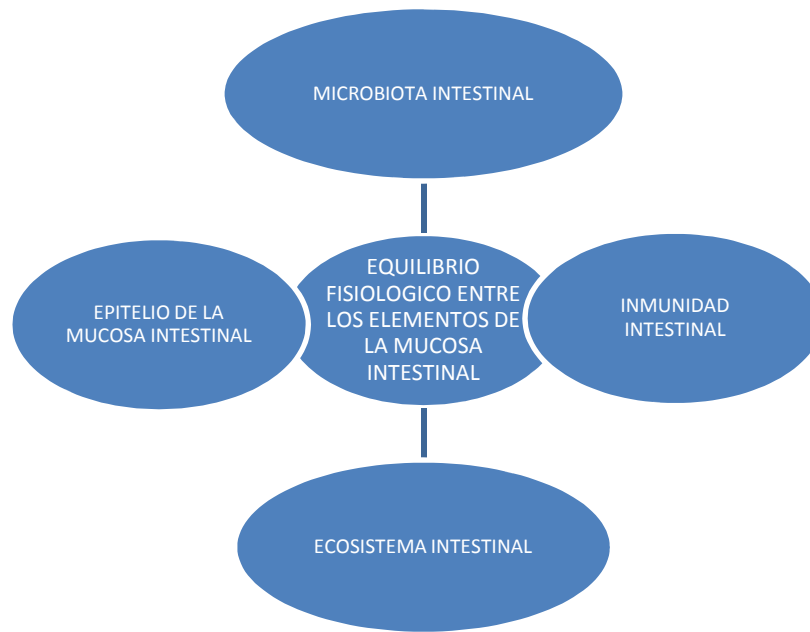 MICROBIOTA INTESTINAL
EPITELIO DE LA
MUCOSA INTESTINAL
EQUILIBRIO
FISIOLOGICO ENTRE
LOS ELEMENTOS DE
LA MUCOSA
INTESTINAL
INMUNIDAD
INTESTINAL
ECOSISTEMA INTESTINAL